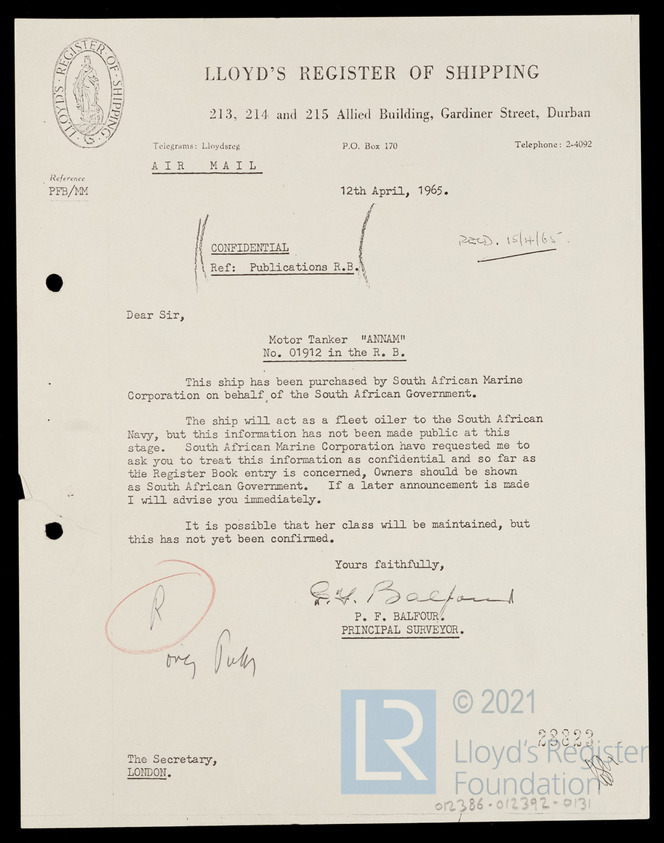 LLOYD'S REGISTER OF SHIPPING
LLOYD'S REGISTER OF SHIPPING
213, 214 and 215 Allied Building, Gardiner Street, Durban
Telegrams: Lloydsreg P.O. Box 170 Telephone: 2-4092
AIR MAIL
Reference
PFB/MM
12th April, 1965.
RECD. 15/4/65.
CONFIDENTIAL
Ref: Publications R.B.
Dear Sir,
Motor Tanker "ANNAM"
No. 01912 in the R. B.
This ship has been purchased by South African Marine
Corporation on behalf of the South African Government.
The ship will act as a fleet oiler to the South African
Navy, but this information has not been made public at this
stage. South African Marine Corporation have requested me to
ask you to treat this information as confidential and so far as
the Register Book entry is concerned, Owners should be shown
as South African Government. If a later announcement is made
I will advise you immediately.
It is possible that her class will be maintained, but
this has not yet been confirmed.
Yours faithfully,
Balfour
P. F. BALFOUR.
PRINCIPAL SURVEYOR.
R
The Secretary,
LONDON.
LR
© 2021
Lloyd's Register
Foundation
012386-012392-0131